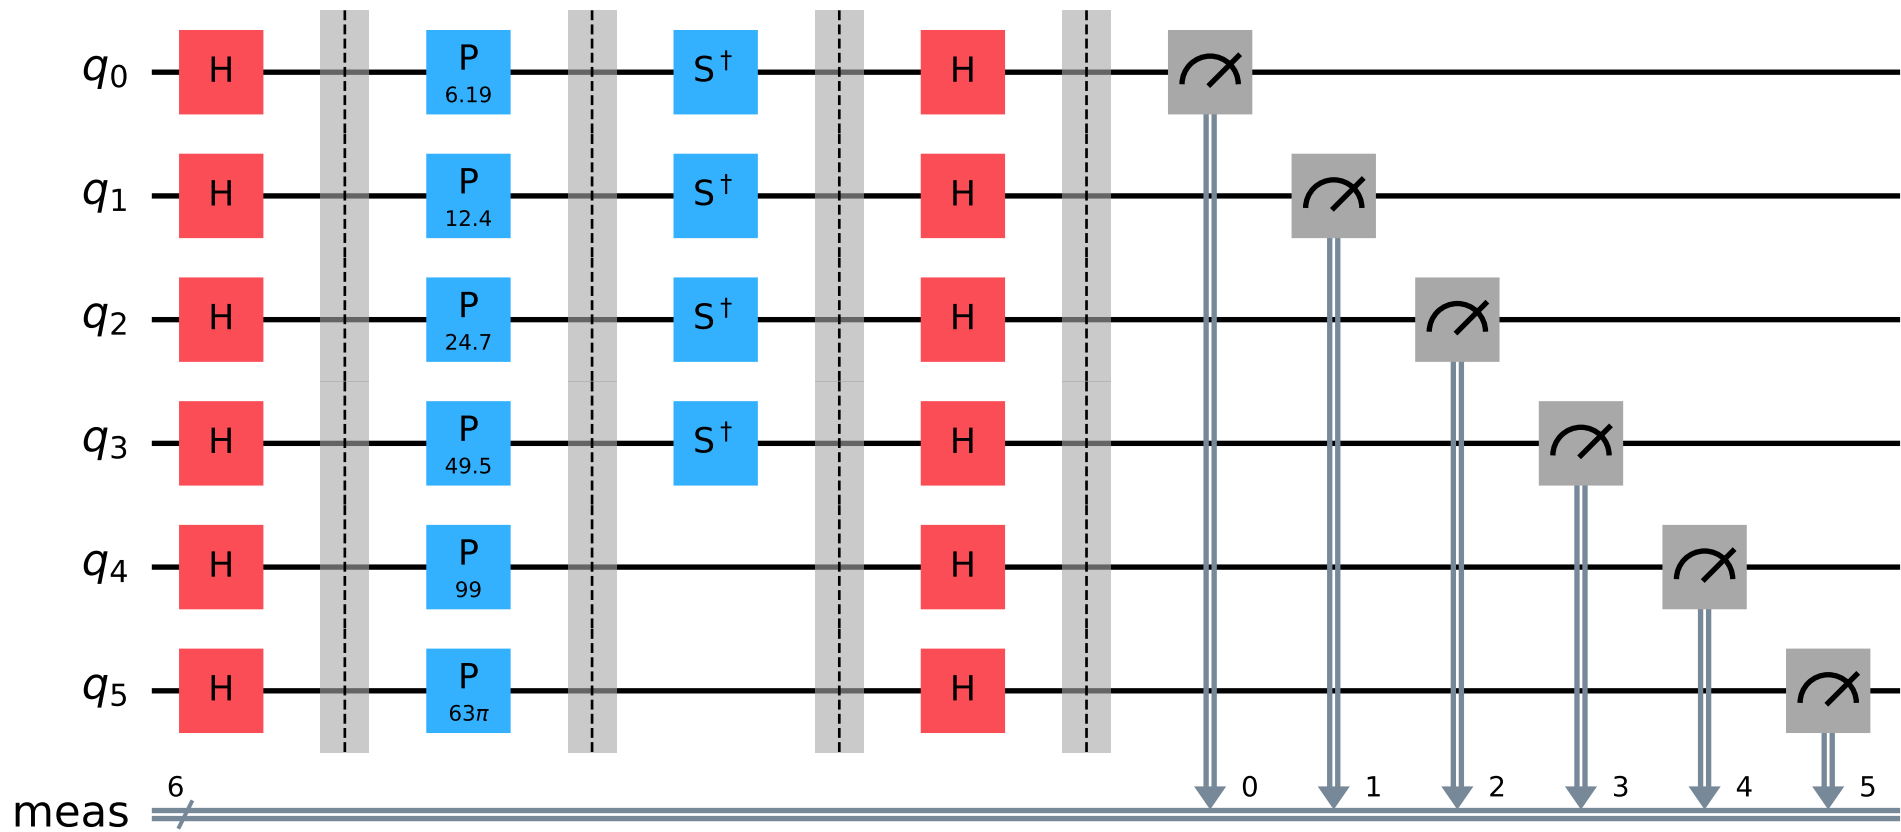 q0 H P 6.19 S† H
q1 H P 12.4 S† H
q2 H P 24.7 S† H
q3 H P 49.5 S† H
q4 H P 99 H
q5 H P 63π H
6 0 1 2 3 4 5
meas